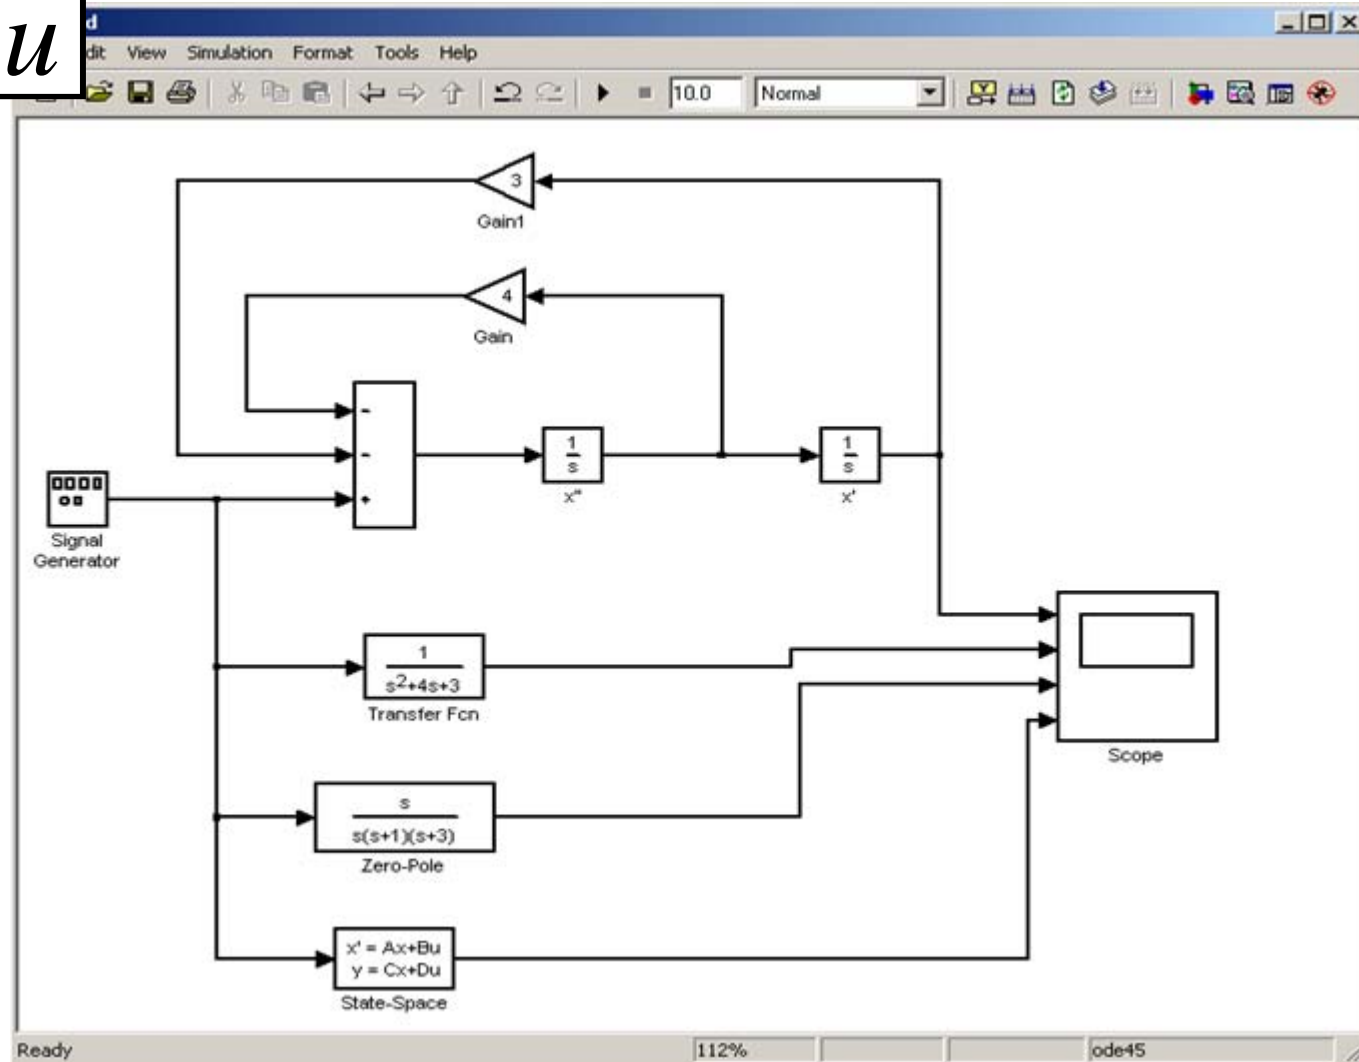 u
d
dit View Simulation Format Tools Help
10.0 Normal
3
Gain1
4
Gain
-
-
+
1
s
x"
1
s
x'
Signal
Generator
1
s2+4s+3
Transfer Fcn
Scope
s
s(s+1)(s+3)
Zero-Pole
x' = Ax+Bu
y = Cx+Du
State-Space
Ready 112% ode45